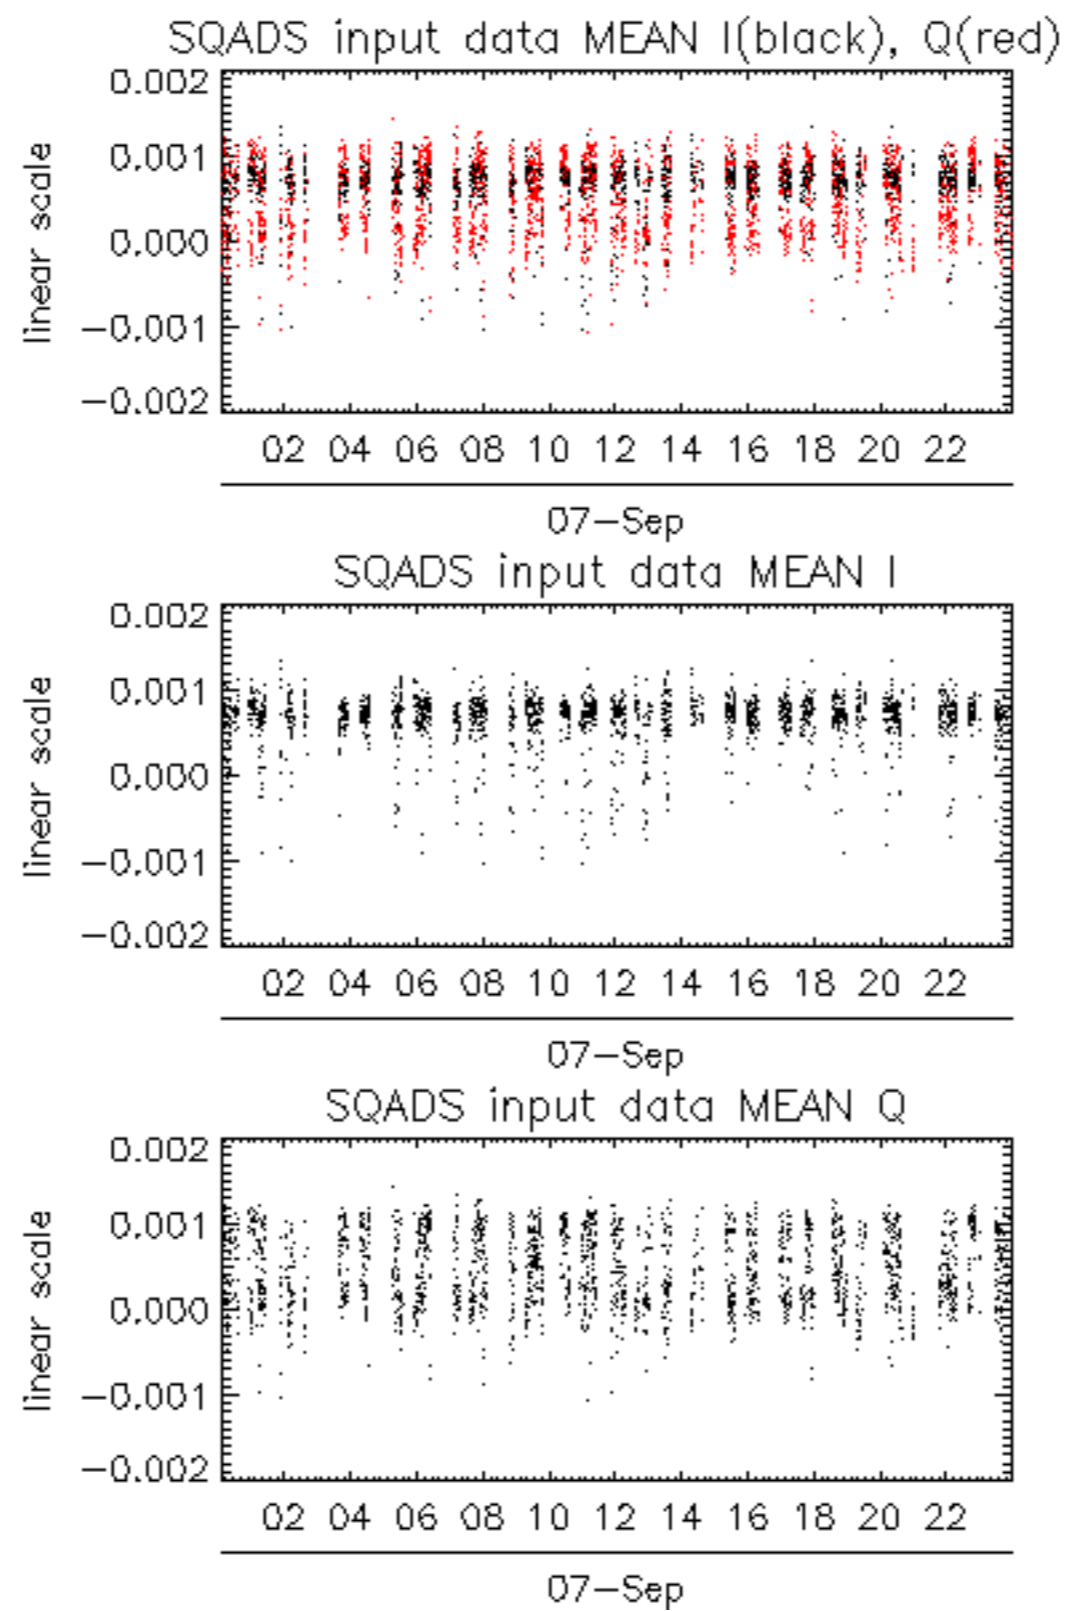 SQADS input data MEAN I(black), Q(red)
0.002
0.001
0.000
−0.001
−0.002
linear scale
02 04 06 08 10 12 14 16 18 20 22
07−Sep
SQADS input data MEAN I
0.002
0.001
0.000
−0.001
−0.002
linear scale
02 04 06 08 10 12 14 16 18 20 22
07−Sep
SQADS input data MEAN Q
0.002
0.001
0.000
−0.001
−0.002
linear scale
02 04 06 08 10 12 14 16 18 20 22
07−Sep